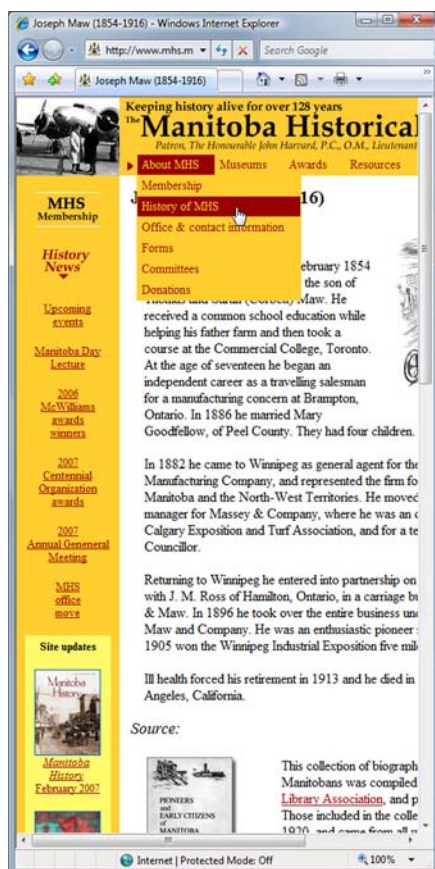 Joseph Maw (1854-1916) - Windows Internet Explorer
http://www.mhs.m
Search Google
Joseph Maw (1854-1916)
Keeping history alive for over 128 years
The Manitoba Historical
Patron, The Honourable John Harvard, P.C., O.M., Lieutenant
About MHS Museums Awards Resources
Membership
History of MHS
Office & contact information
Forms
Committees
Donations
MHS
Membership
History
News
Upcoming
events
Manitoba Day
Lecture
2006
McWilliams
awards
winners
2007
Centennial
Organization
awards
2007
Annual Geneneral
Meeting
MHS
office
move
Site updates
Manitoba
History
Manitoba
History
February 2007
J 16)
ebruary 1854
the son of
Thomas and Sarah Maw. He
received a common school education while
helping his father farm and then took a
course at the Commercial College, Toronto.
At the age of seventeen he began an
independent career as a travelling salesman
for a manufacturing concern at Brampton,
Ontario. In 1886 he married Mary
Goodfellow, of Peel County. They had four children.
In 1882 he came to Winnipeg as general agent for the
Manufacturing Company, and represented the firm fo
Manitoba and the North-West Territories. He moved
manager for Massey & Company, where he was an
Calgary Exposition and Turf Association, and for a te
Councillor.
Returning to Winnipeg he entered into partnership on
with J. M. Ross of Hamilton, Ontario, in a carriage bu
& Maw. In 1896 he took over the entire business und
Maw and Company. He was an enthusiastic pioneer
1905 won the Winnipeg Industrial Exposition five mil
Ill health forced his retirement in 1913 and he died in
Angeles, California.
Source:
PIONEERS
and
EARLY CITIZENS
of
MANITOBA
This collection of biograph
Manitobans was compiled
Library Association, and p
Those included in the colle
1920, and came from all
Internet | Protected Mode: Off
100%